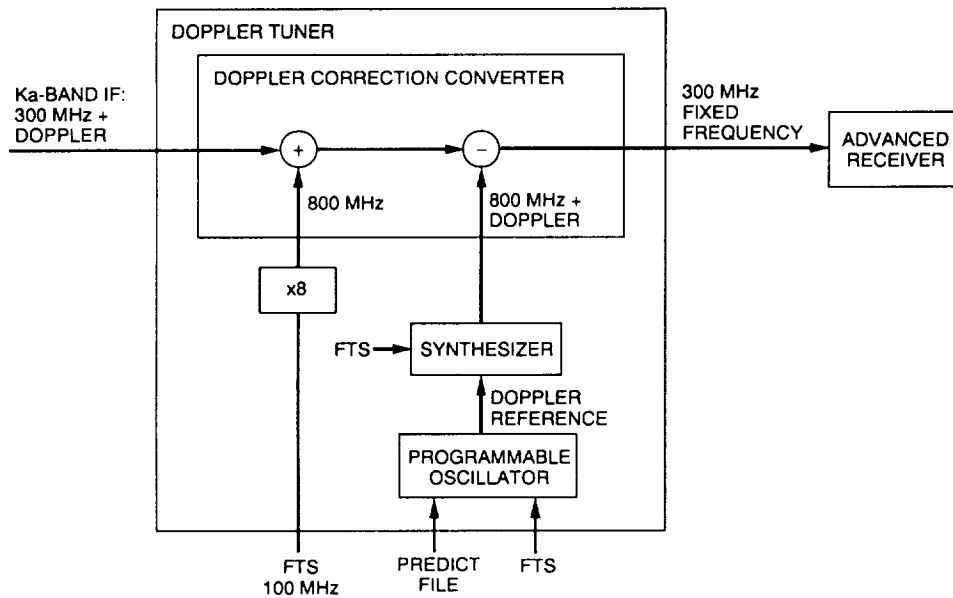 DOPPLER TUNER
DOPPLER CORRECTION CONVERTER
Ka-BAND IF:
300 MHz +
DOPPLER
300 MHz
FIXED
FREQUENCY
ADVANCED
RECEIVER
+
−
800 MHz
800 MHz +
DOPPLER
x8
FTS
SYNTHESIZER
DOPPLER
REFERENCE
PROGRAMMABLE
OSCILLATOR
FTS
100 MHz
PREDICT
FILE
FTS